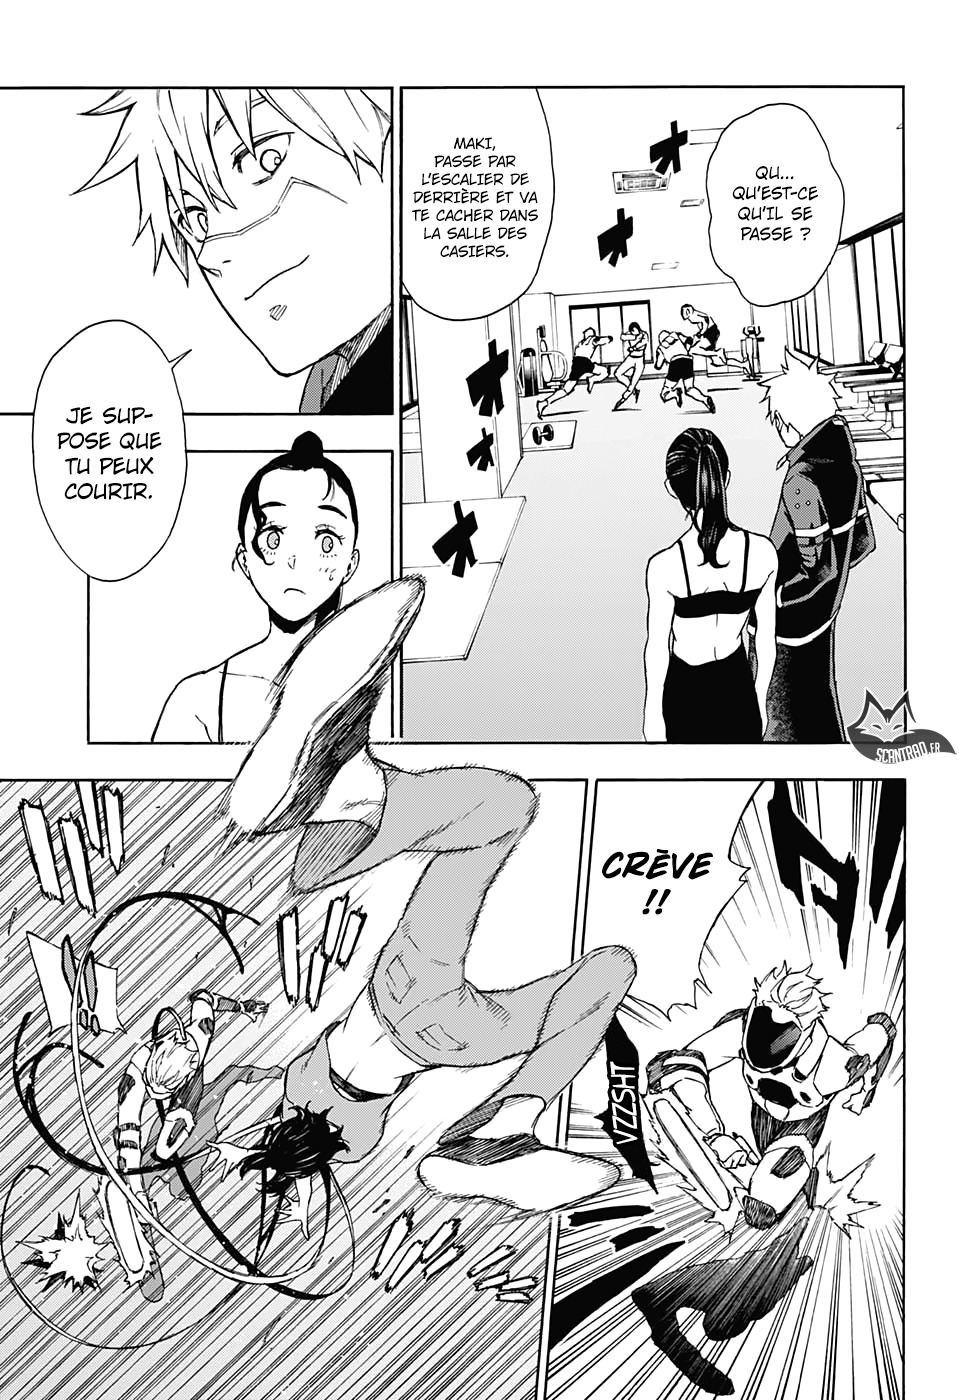 QU...
QU'EST-CE
QU'IL SE
PASSE ?
MAKI,
PASSE PAR
L'ESCALIER DE
DERRIÈRE ET VA
TE CACHER DANS
LA SALLE DES
CASIERS.
JE SUP-
POSE QUE
TU PEUX
COURIR.
SCANTRAD.FR
CRÈVE
!!
VZZSHT